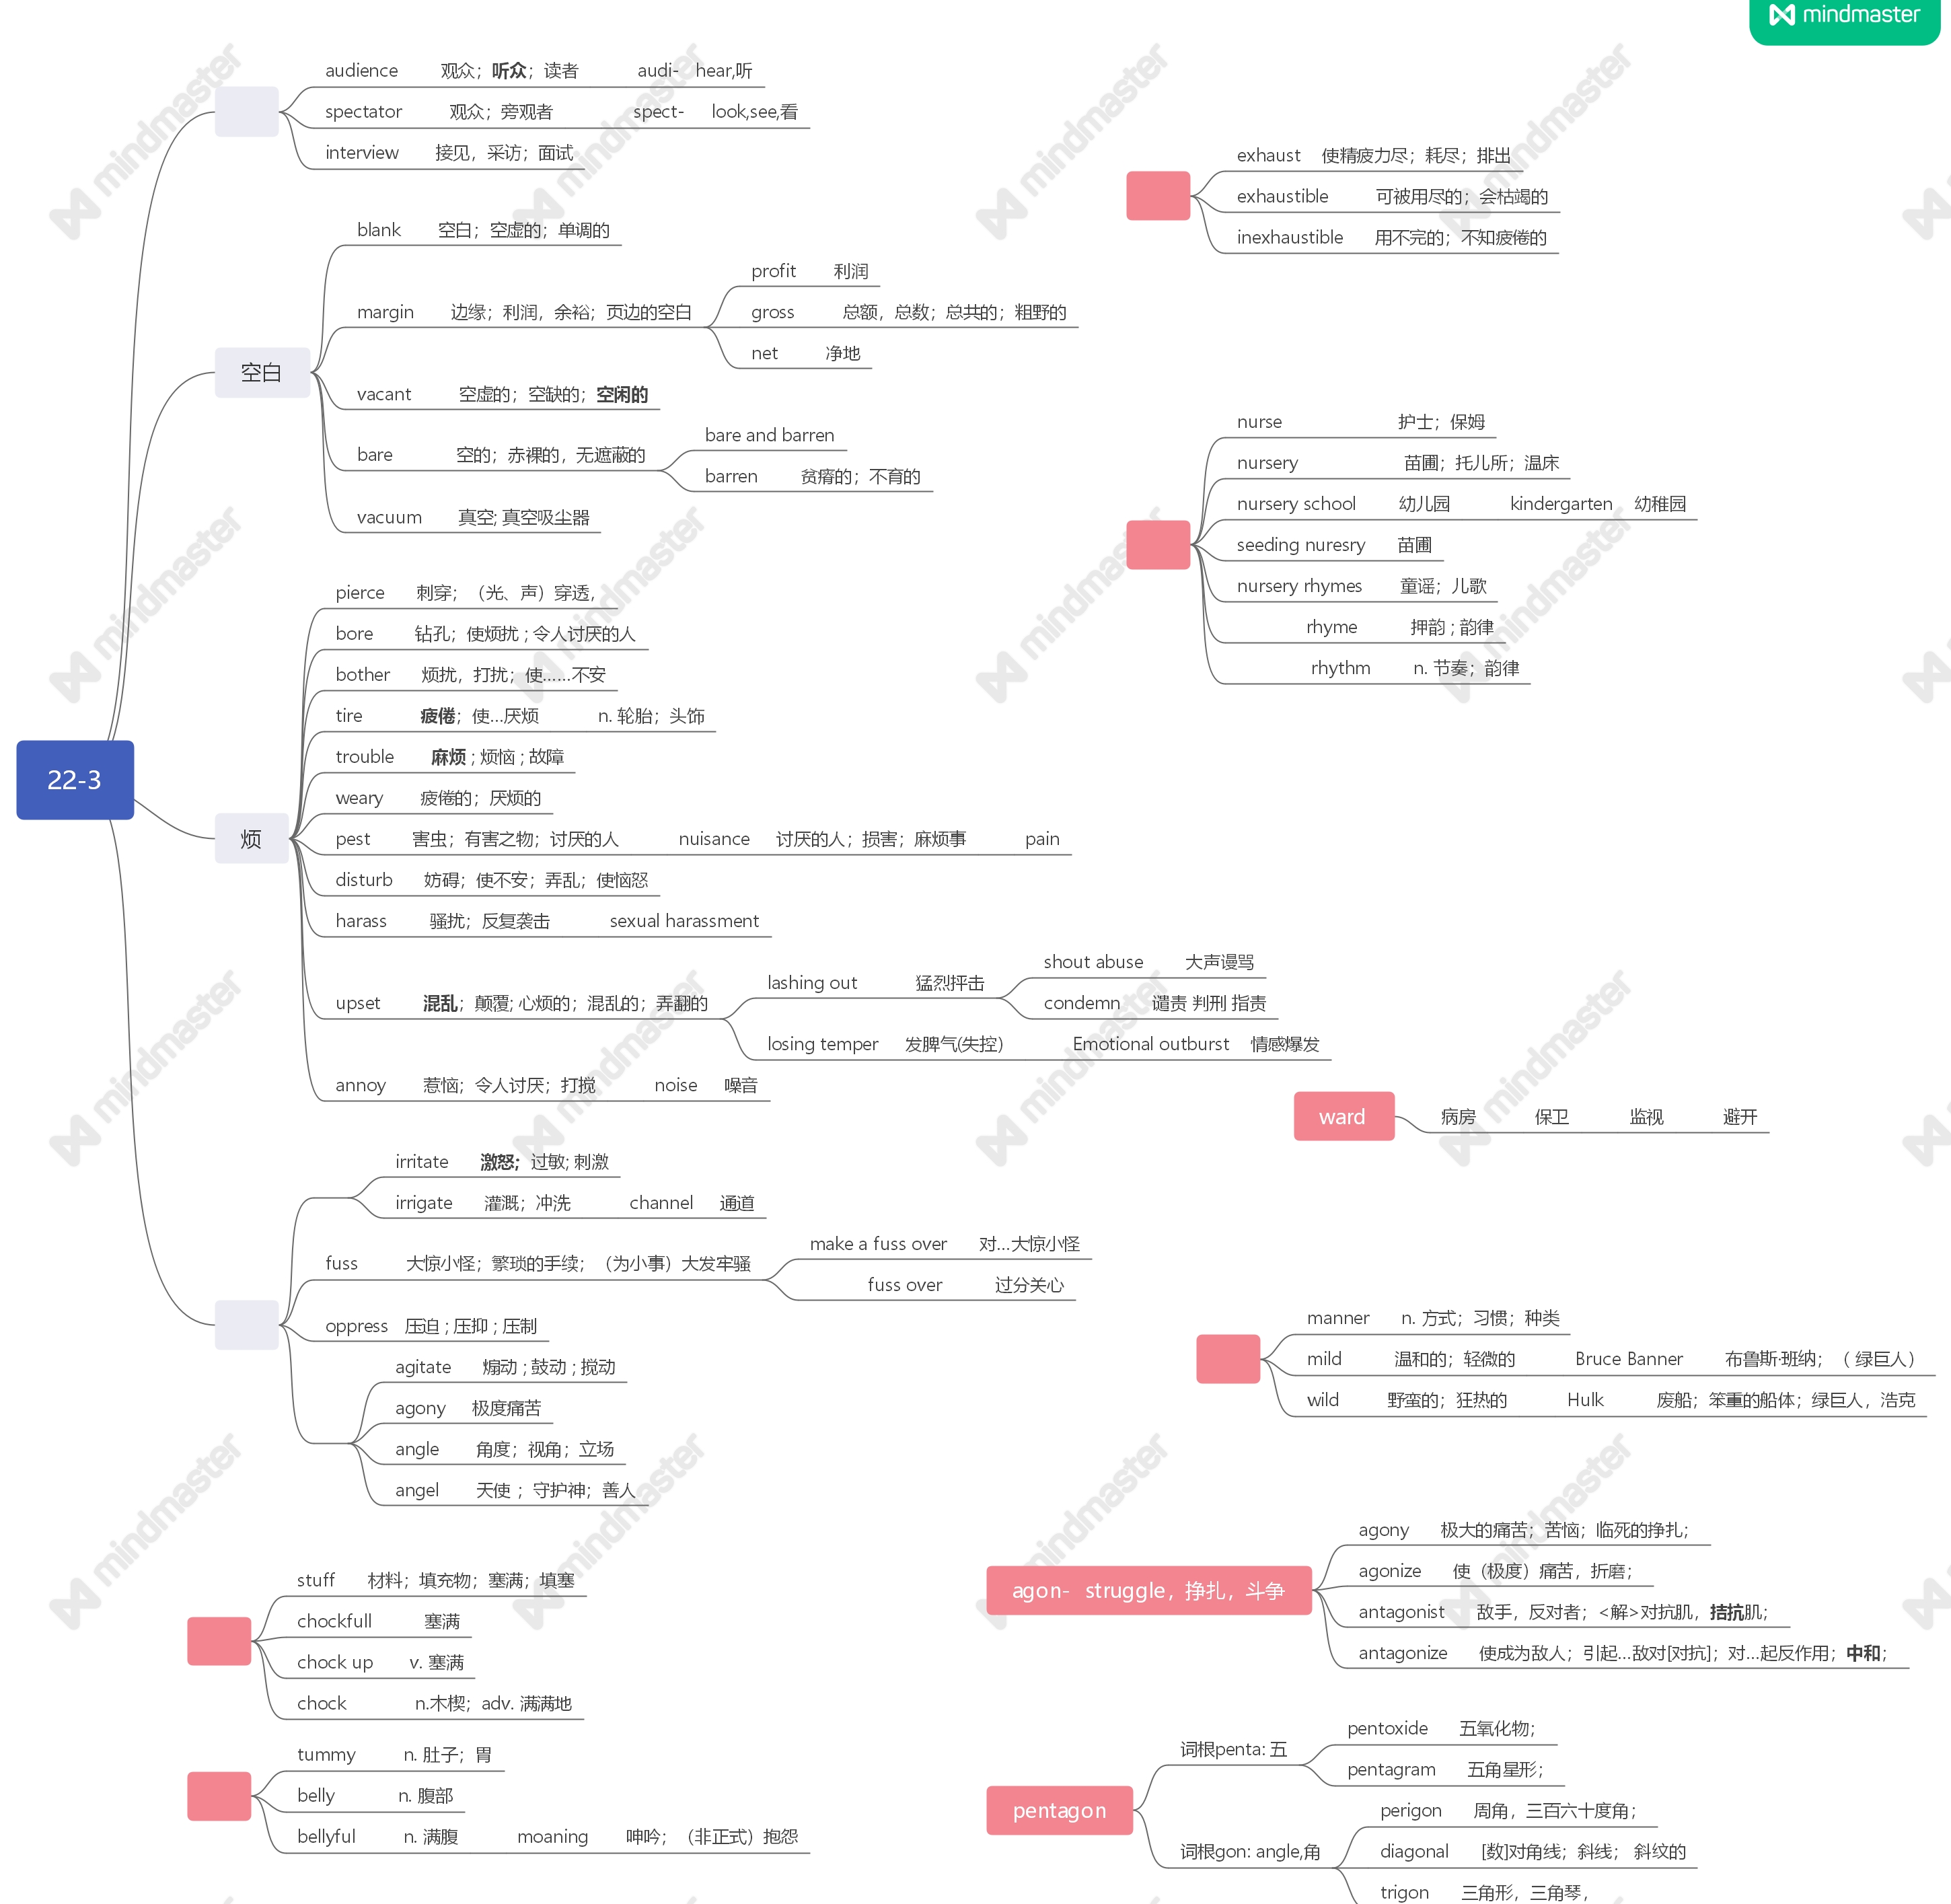 mindmaster
audience 观众；听众；读者 audi- hear,听
spectator 观众；旁观者 spect- look,see,看
interview 接见，采访；面试
空白
blank 空白；空虚的；单调的
margin 边缘；利润，余裕；页边的空白
profit 利润
gross 总额，总数；总共的；粗野的
net 净地
vacant 空虚的；空缺的；空闲的
bare 空的；赤裸的，无遮蔽的
bare and barren
barren 贫瘠的；不育的
vacuum 真空; 真空吸尘器
22-3
烦
pierce 刺穿；（光、声）穿透，
bore 钻孔；使烦扰 ; 令人讨厌的人
bother 烦扰，打扰；使……不安
tire 疲倦；使…厌烦 n. 轮胎；头饰
trouble 麻烦 ; 烦恼 ; 故障
weary 疲倦的；厌烦的
pest 害虫；有害之物；讨厌的人 nuisance 讨厌的人；损害；麻烦事 pain
disturb 妨碍；使不安；弄乱；使恼怒
harass 骚扰；反复袭击 sexual harassment
upset 混乱；颠覆; 心烦的；混乱的；弄翻的
lashing out 猛烈抨击
shout abuse 大声谩骂
condemn 谴责 判刑 指责
losing temper 发脾气(失控) Emotional outburst 情感爆发
annoy 惹恼；令人讨厌；打搅 noise 噪音
irritate 激怒；过敏; 刺激
irrigate 灌溉；冲洗 channel 通道
fuss 大惊小怪；繁琐的手续；（为小事）大发牢骚
make a fuss over 对…大惊小怪
fuss over 过分关心
oppress 压迫 ; 压抑 ; 压制
agitate 煽动 ; 鼓动 ; 搅动
agony 极度痛苦
angle 角度；视角；立场
angel 天使 ；守护神；善人
stuff 材料；填充物；塞满；填塞
chockfull 塞满
chock up v. 塞满
chock n.木楔；adv. 满满地
tummy n. 肚子；胃
belly n. 腹部
bellyful n. 满腹 moaning 呻吟；（非正式）抱怨
exhaust 使精疲力尽；耗尽；排出
exhaustible 可被用尽的；会枯竭的
inexhaustible 用不完的；不知疲倦的
nurse 护士；保姆
nursery 苗圃；托儿所；温床
nursery school 幼儿园 kindergarten 幼稚园
seeding nuresry 苗圃
nursery rhymes 童谣；儿歌
rhyme 押韵 ; 韵律
rhythm n. 节奏；韵律
ward 病房 保卫 监视 避开
manner n. 方式；习惯；种类
mild 温和的；轻微的 Bruce Banner 布鲁斯·班纳；（ 绿巨人）
wild 野蛮的；狂热的 Hulk 废船；笨重的船体；绿巨人，浩克
agon- struggle，挣扎，斗争
agony 极大的痛苦；苦恼；临死的挣扎；
agonize 使（极度）痛苦，折磨；
antagonist 敌手，反对者；<解>对抗肌，拮抗肌；
antagonize 使成为敌人；引起…敌对[对抗]；对…起反作用；中和；
pentagon
词根penta: 五
pentoxide 五氧化物；
pentagram 五角星形；
词根gon: angle,角
perigon 周角，三百六十度角；
diagonal [数]对角线；斜线； 斜纹的
trigon 三角形，三角琴，